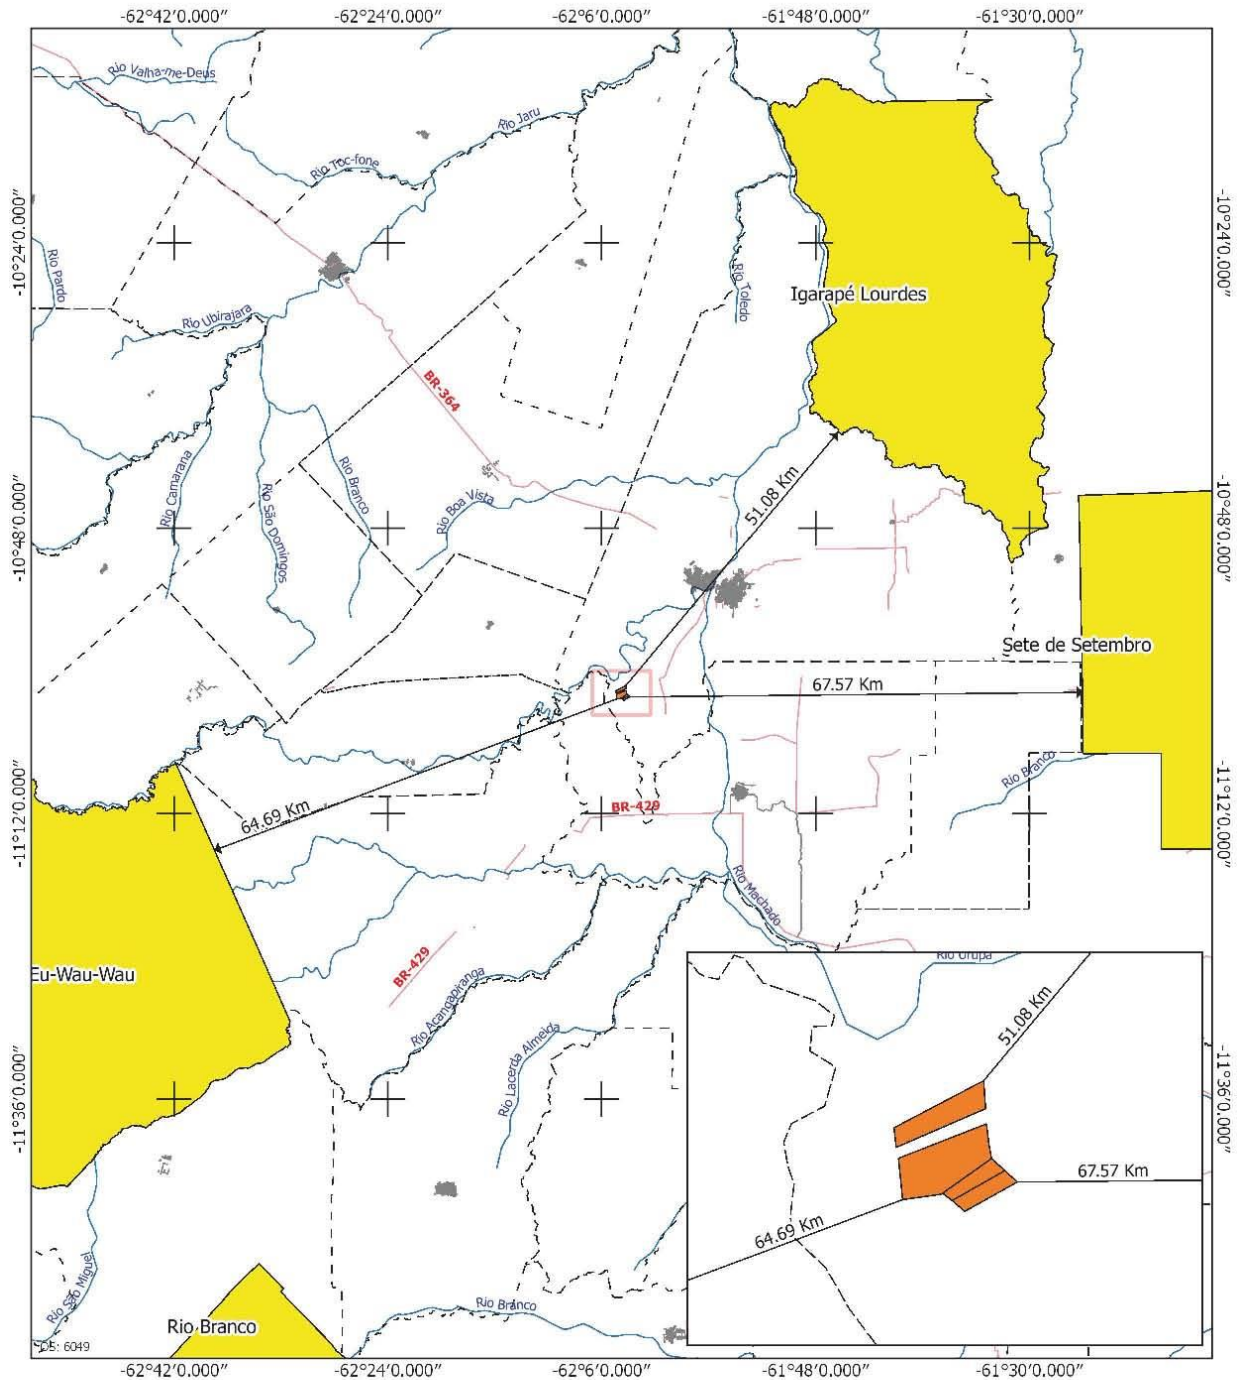 -62°42'0.000" -62°24'0.000" -62°6'0.000" -61°48'0.000" -61°30'0.000"
Rio Valha-me-Deus
Rio Jaru
Rio Toc-fone
-10°24'0.000"
-10°24'0.000"
Rio Pardo
Rio Toledo
Igarapé Lourdes
Rio Ubirajara
BR-364
Rio Camarana
Rio São Domingos
Rio Branco
Rio Boa Vista
51.08 Km
-10°48'0.000"
-10°48'0.000"
Sete de Setembro
67.57 Km
64.69 Km
BR-429
Rio Branco
-11°12'0.000"
-11°12'0.000"
Rio Machado
Eu-Wau-Wau
BR-429
Rio Acangapiranga
Rio Urupa
51.08 Km
Rio Lacerda Almeida
-11°36'0.000"
-11°36'0.000"
67.57 Km
64.69 Km
Rio São Miguel
Rio Branco
Rio Branco
OS: 6049
-62°42'0.000" -62°24'0.000" -62°6'0.000" -61°48'0.000" -61°30'0.000"